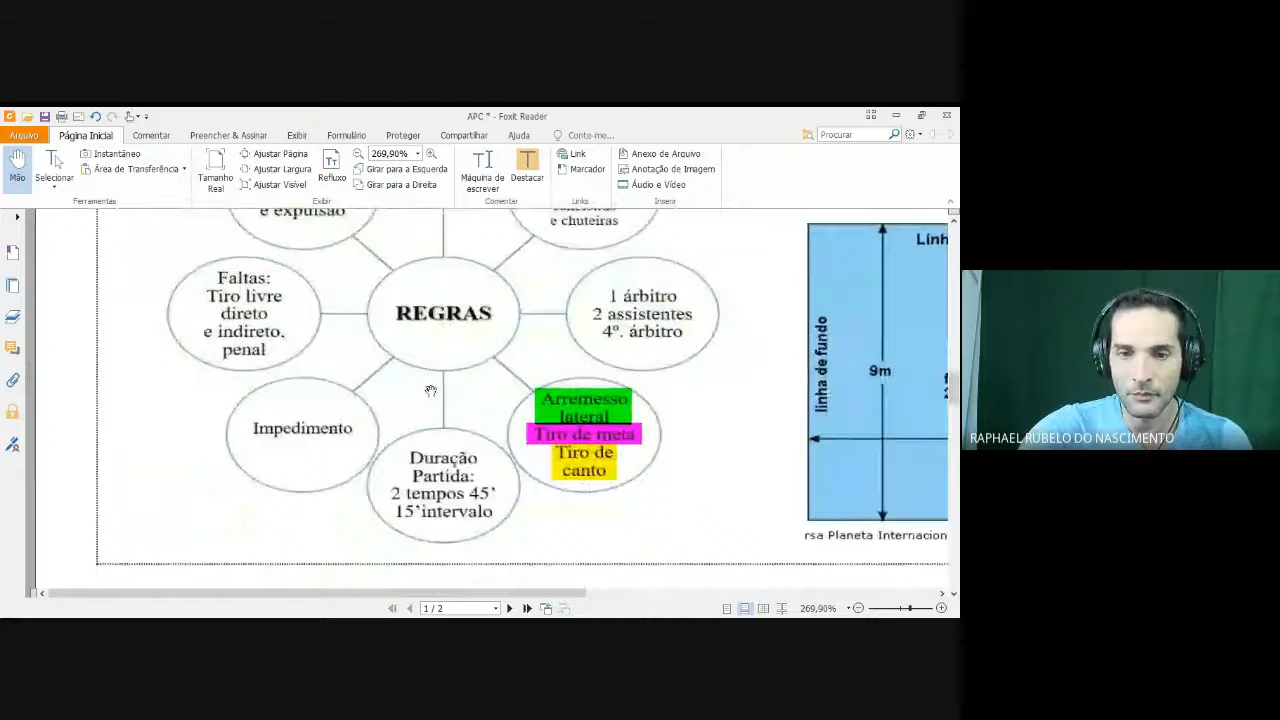 APC * - Foxit Reader
Arquivo
Página Inicial
Comentar
Preencher & Assinar
Exibir
Formulário
Proteger
Compartilhar
Ajuda
Conte-me...
Procurar
Mão
Selecionar
Instantâneo
Área de Transferência
Ferramentas
Tamanho
Real
Ajustar Página
Ajustar Largura
Ajustar Visível
Refluxo
269,90%
Girar para a Esquerda
Girar para a Direita
Exibir
Máquina de
escrever
Destacar
Comentar
Link
Marcador
Links
Anexo de Arquivo
Anotação de Imagem
Áudio e Vídeo
Inserir
e expulsão
e chuteiras
Faltas:
Tiro livre
direto
e indireto.
penal
REGRAS
1 árbitro
2 assistentes
4º. árbitro
Impedimento
Duração
Partida:
2 tempos 45'
15'intervalo
Arremesso
lateral
Tiro de meta
Tiro de
canto
Linh
linha de fundo
9m
rsa Planeta Internacion
1 / 2
269,90%
RAPHAEL RUBELO DO NASCIMENTO